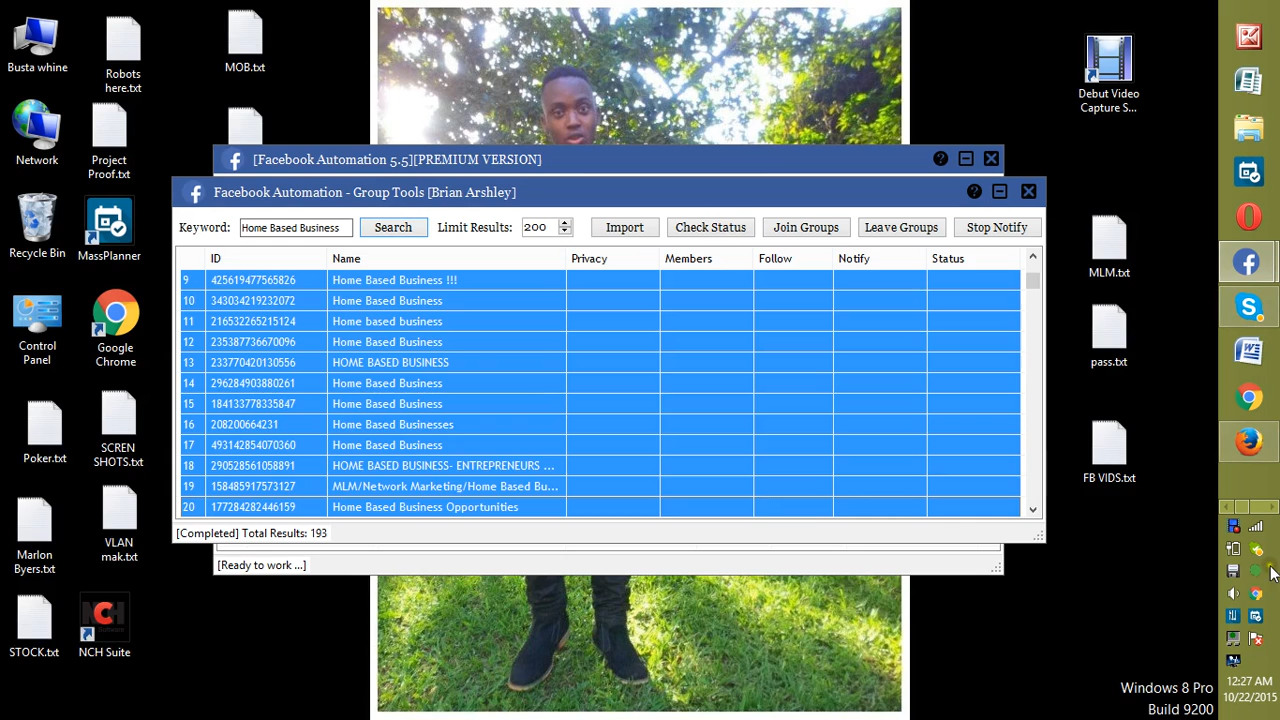 Busta whine
Robots
here.txt
MOB.txt
Debut Video
Capture S...
Network
Project
Proof.txt
Recycle Bin
MassPlanner
MLM.txt
Control
Panel
Google
Chrome
pass.txt
Poker.txt
SCREN
SHOTS.txt
FB VIDS.txt
Marlon
Byers.txt
VLAN
mak.txt
STOCK.txt
NCH
NCH Suite
[Facebook Automation 5.5][PREMIUM VERSION]
Facebook Automation - Group Tools [Brian Arshley]
Keyword: Home Based Business Search Limit Results: 200 Import Check Status Join Groups Leave Groups Stop Notify
ID Name Privacy Members Follow Notify Status
9 425619477565826 Home Based Business !!!
10 343034219232072 Home Based Business
11 216532265215124 Home based business
12 235387736670096 Home Based Business
13 233770420130556 HOME BASED BUSINESS
14 296284903880261 Home Based Business
15 184133778335847 Home Based Business
16 208200664231 Home Based Businesses
17 493142854070360 Home Based Business
18 290528561058891 HOME BASED BUSINESS- ENTREPRENEURS ...
19 158485917573127 MLM/Network Marketing/Home Based Bu...
20 177284282446159 Home Based Business Opportunities
[Completed] Total Results: 193
[Ready to work ...]
Windows 8 Pro
Build 9200
12:27 AM
10/22/2015